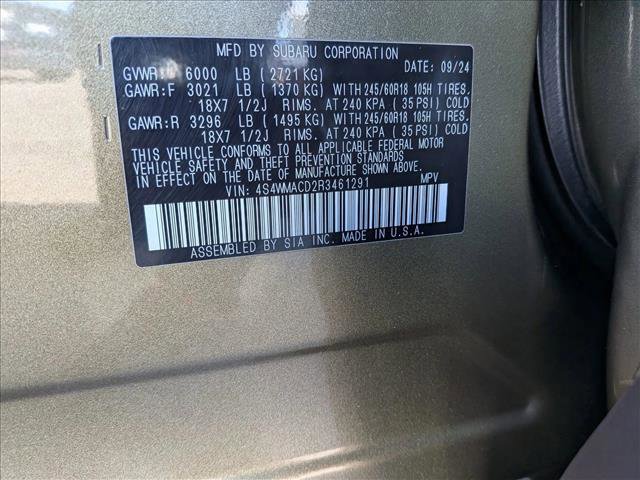 MFD BY SUBARU CORPORATION
GVWR: 6000 LB (2721 KG) DATE: 09/24
GAWR:F 3021 LB (1370 KG) WITH 245/60R18 105H TIRES,
18X7 1/2J RIMS, AT 240 KPA (35 PSI) COLD
GAWR:R 3296 LB (1495 KG) WITH 245/60R18 105H TIRES,
18X7 1/2J RIMS, AT 240 KPA (35 PSI) COLD
THIS VEHICLE CONFORMS TO ALL APPLICABLE FEDERAL MOTOR
VEHICLE SAFETY AND THEFT PREVENTION STANDARDS
IN EFFECT ON THE DATE OF MANUFACTURE SHOWN ABOVE.
VIN: 4S4WMACD2R3461291 MPV
ASSEMBLED BY SIA INC. MADE IN U.S.A.